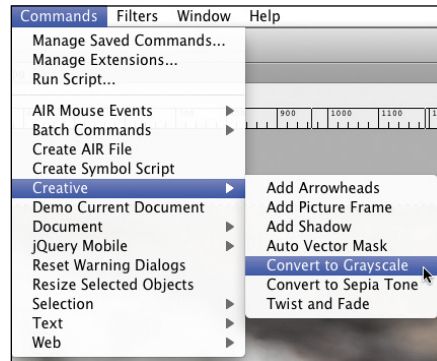 Commands Filters Window Help
Manage Saved Commands...
Manage Extensions...
Run Script...
AIR Mouse Events
Batch Commands
Create AIR File
Create Symbol Script
Creative
Demo Current Document
Document
jQuery Mobile
Reset Warning Dialogs
Resize Selected Objects
Selection
Text
Web
900 1000 1100
Add Arrowheads
Add Picture Frame
Add Shadow
Auto Vector Mask
Convert to Grayscale
Convert to Sepia Tone
Twist and Fade